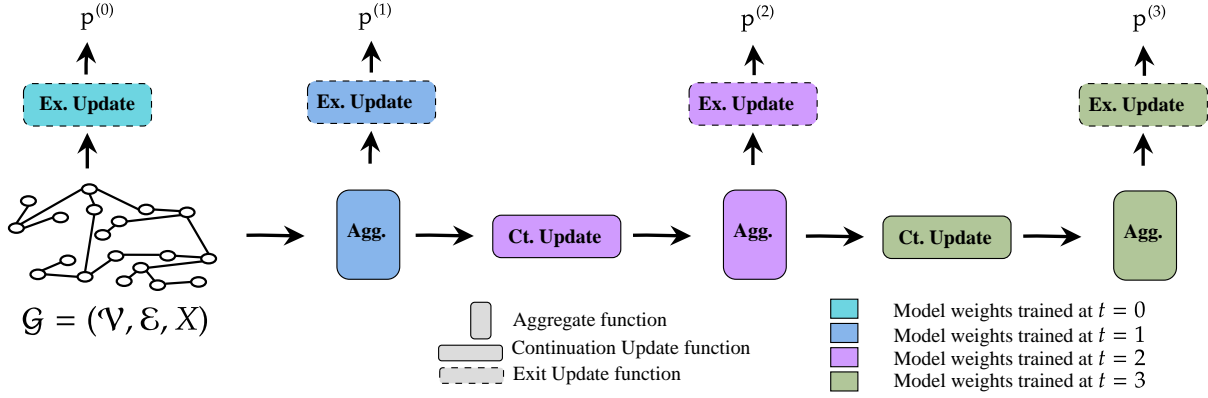 p^(0) p^(1) p^(2) p^(3)
Ex. Update Ex. Update Ex. Update Ex. Update
Agg. Ct. Update Agg. Ct. Update Agg.
𝒢 = (𝒱, ℰ, X)
Aggregate function
Continuation Update function
Exit Update function
Model weights trained at t = 0
Model weights trained at t = 1
Model weights trained at t = 2
Model weights trained at t = 3